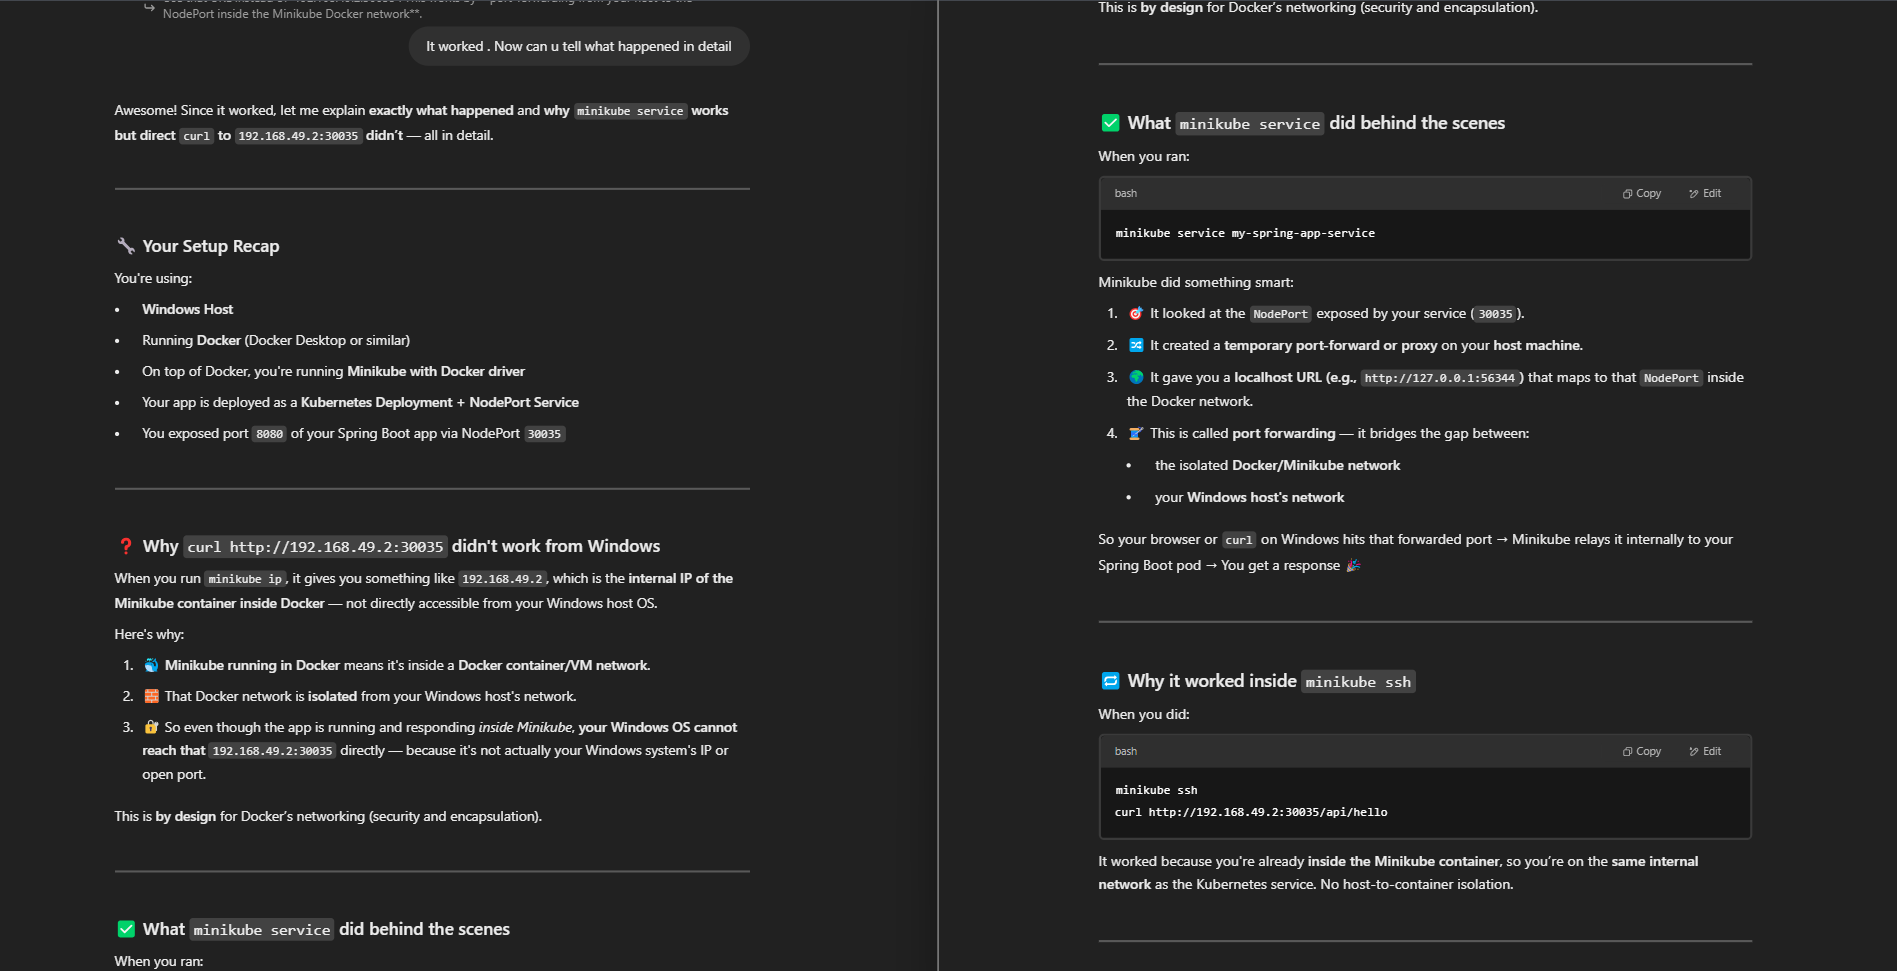 NodePort inside the Minikube Docker network**.
It worked . Now can u tell what happened in detail
Awesome! Since it worked, let me explain exactly what happened and why minikube service works
but direct curl to 192.168.49.2:30035 didn’t — all in detail.
🔧 Your Setup Recap
You're using:
• Windows Host
• Running Docker (Docker Desktop or similar)
• On top of Docker, you're running Minikube with Docker driver
• Your app is deployed as a Kubernetes Deployment + NodePort Service
• You exposed port 8080 of your Spring Boot app via NodePort 30035
❓ Why curl http://192.168.49.2:30035 didn't work from Windows
When you run minikube ip, it gives you something like 192.168.49.2, which is the internal IP of the
Minikube container inside Docker — not directly accessible from your Windows host OS.
Here's why:
1. 🐳 Minikube running in Docker means it's inside a Docker container/VM network.
2. 🧱 That Docker network is isolated from your Windows host's network.
3. 🔐 So even though the app is running and responding inside Minikube, your Windows OS cannot
reach that 192.168.49.2:30035 directly — because it's not actually your Windows system's IP or
open port.
This is by design for Docker’s networking (security and encapsulation).
✅ What minikube service did behind the scenes
When you ran:
This is by design for Docker’s networking (security and encapsulation).
✅ What minikube service did behind the scenes
When you ran:
bash Copy Edit
minikube service my-spring-app-service
Minikube did something smart:
1. 🎯 It looked at the NodePort exposed by your service (30035).
2. 🔀 It created a temporary port-forward or proxy on your host machine.
3. 🌍 It gave you a localhost URL (e.g., http://127.0.0.1:56344) that maps to that NodePort inside
the Docker network.
4. 🧵 This is called port forwarding — it bridges the gap between:
• the isolated Docker/Minikube network
• your Windows host's network
So your browser or curl on Windows hits that forwarded port → Minikube relays it internally to your
Spring Boot pod → You get a response 🎉
🔁 Why it worked inside minikube ssh
When you did:
bash Copy Edit
minikube ssh
curl http://192.168.49.2:30035/api/hello
It worked because you're already inside the Minikube container, so you’re on the same internal
network as the Kubernetes service. No host-to-container isolation.